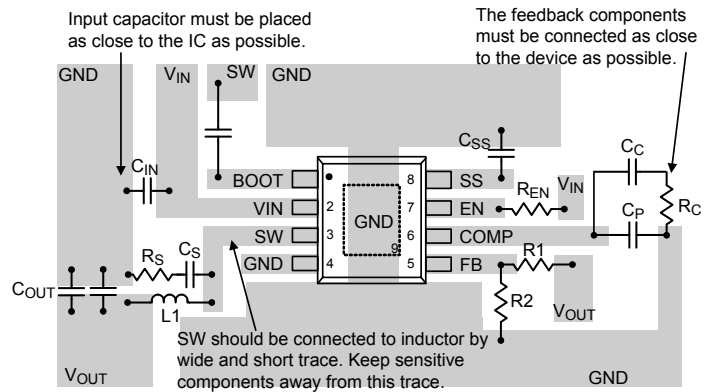 Input capacitor must be placed
as close to the IC as possible.
The feedback components
must be connected as close
to the device as possible.
GND
VIN
SW
GND
CIN
CSS
CC
BOOT
8
SS
REN
VIN
RC
VIN
2
7
EN
CP
GND
SW
3
6
COMP
RS
CS
GND
4
9
5
FB
R1
COUT
L1
R2
VOUT
SW should be connected to inductor by
wide and short trace. Keep sensitive
components away from this trace.
VOUT
GND